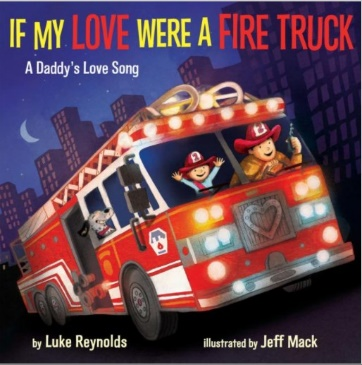 IF MY LOVE WERE A FIRE TRUCK
A Daddy's Love Song
by Luke Reynolds
illustrated by Jeff Mack